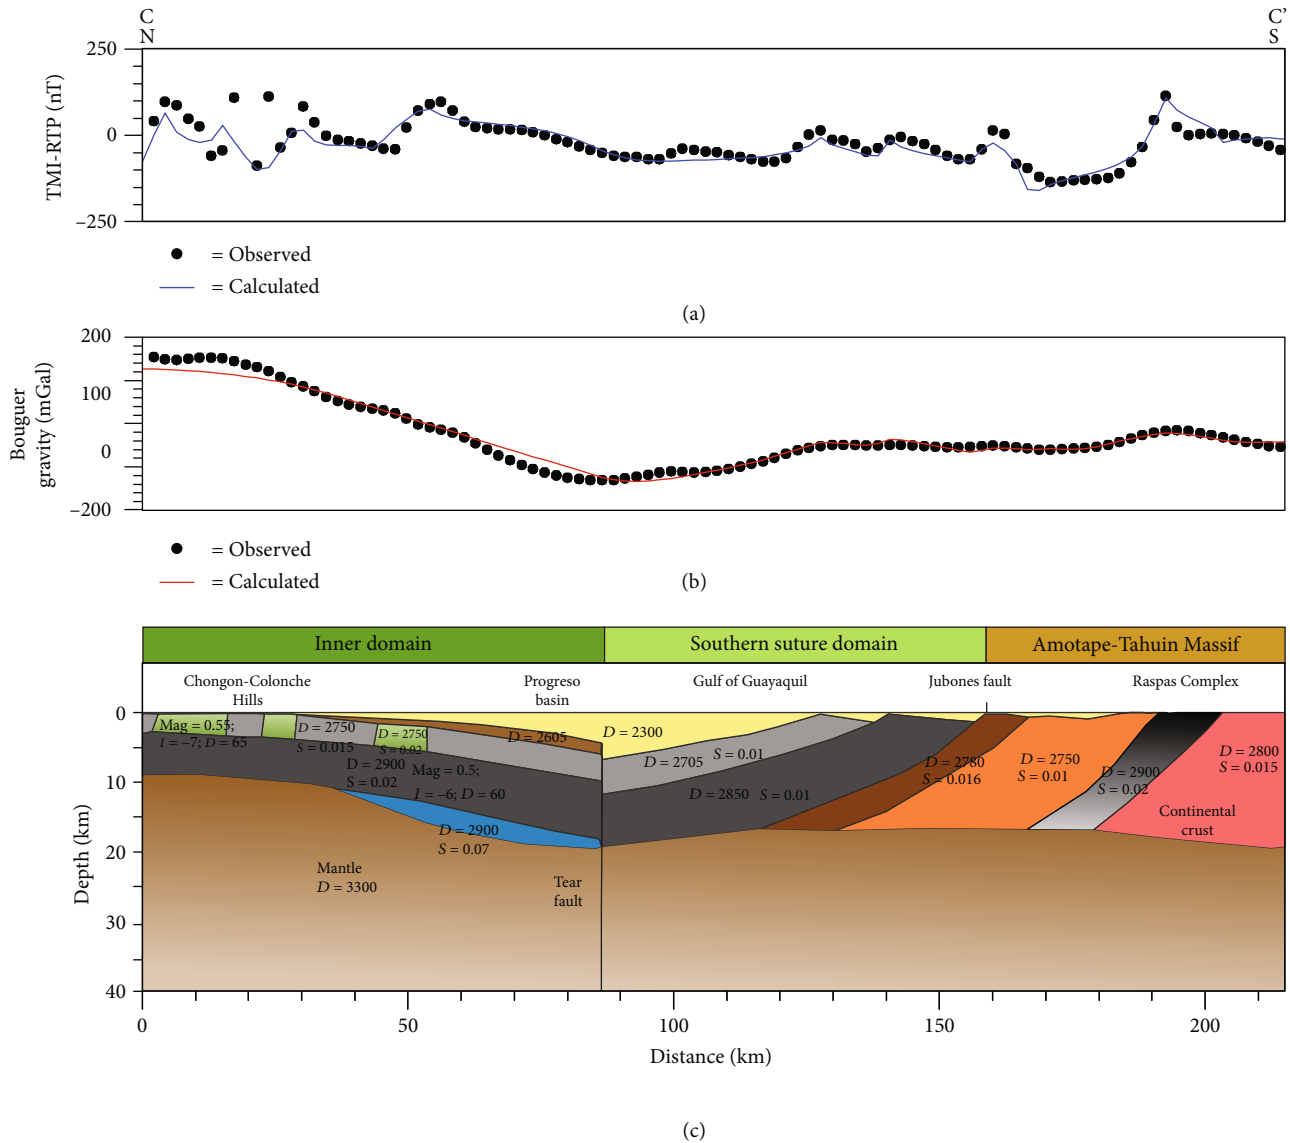 C
N
C’
S
250
0
−250
TMI-RTP (nT)
= Observed
= Calculated
(a)
200
100
0
−200
Bouguer
gravity (mGal)
= Observed
= Calculated
(b)
Inner domain
Southern suture domain
Amotape-Tahuin Massif
Chongon-Colonche
Hills
Progreso
basin
Gulf of Guayaquil
Jubones fault
Raspas Complex
Mag = 0.55;
I = −7; D = 65
D = 2750
S = 0.015
D = 2750
S = 0.02
D = 2900
S = 0.02
Mag = 0.5;
I = −6; D = 60
D = 2605
D = 2300
D = 2705
S = 0.01
D = 2850
S = 0.01
D = 2780
S = 0.016
D = 2750
S = 0.01
D = 2900
S = 0.02
D = 2800
S = 0.015
Continental
crust
D = 2900
S = 0.07
Mantle
D = 3300
Tear
fault
0
10
20
30
40
Depth (km)
0
50
100
150
200
Distance (km)
(c)